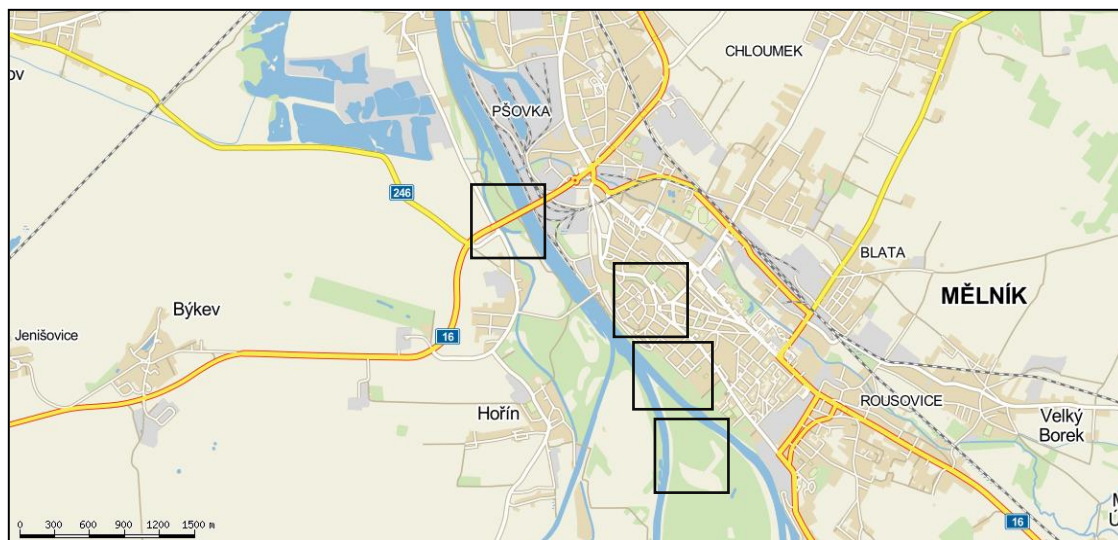 CHLOUMEK
ov
PŠOVKA
246
BLATA
MĚLNÍK
Býkev
Jenišovice
16
ROUSOVICE
Hořín
Velký
Borek
16
0 300 600 900 1200 1500 m